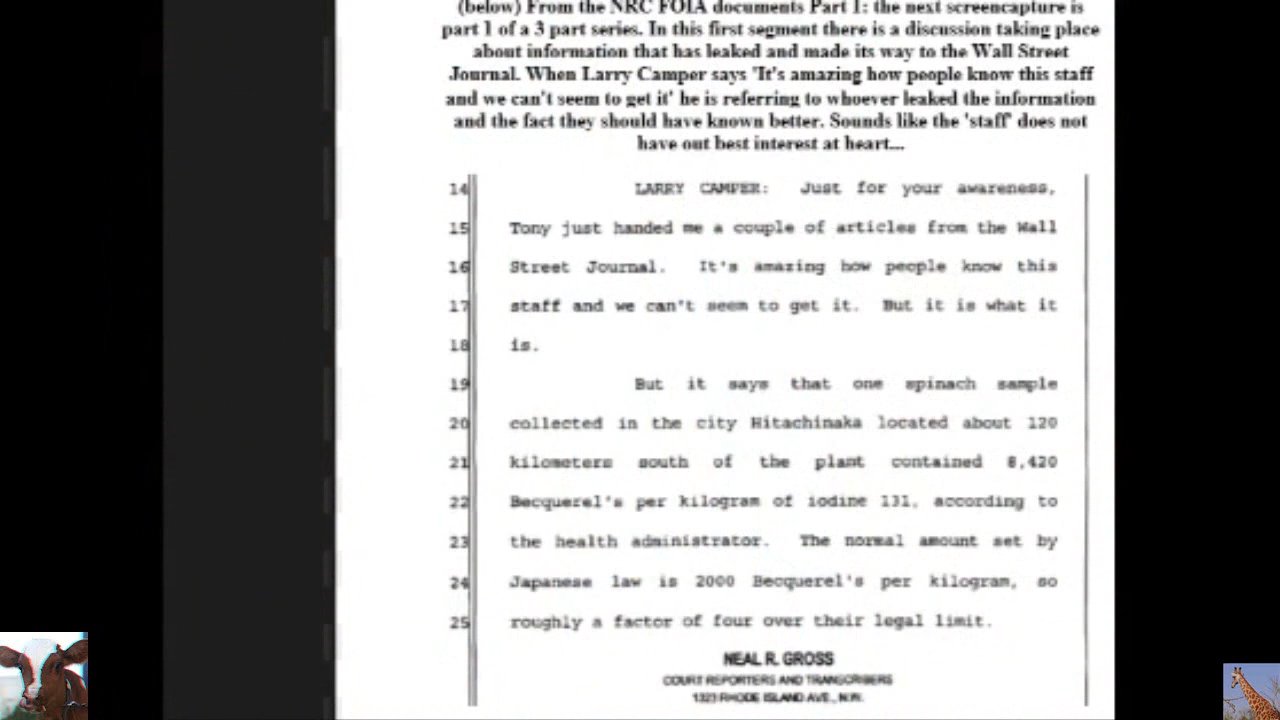 (below) From the NRC FOIA documents Part 1: the next screencapture is
part 1 of a 3 part series. In this first segment there is a discussion taking place
about information that has leaked and made its way to the Wall Street
Journal. When Larry Camper says 'It's amazing how people know this staff
and we can't seem to get it' he is referring to whoever leaked the information
and the fact they should have known better. Sounds like the 'staff' does not
have out best interest at heart...
14 LARRY CAMPER: Just for your awareness,
15 Tony just handed me a couple of articles from the Wall
16 Street Journal. It's amazing how people know this
17 staff and we can't seem to get it. But it is what it
18 is.
19 But it says that one spinach sample
20 collected in the city Hitachinaka located about 120
21 kilometers south of the plant contained 8,420
22 Becquerel's per kilogram of iodine 131, according to
23 the health administrator. The normal amount set by
24 Japanese law is 2000 Becquerel's per kilogram, so
25 roughly a factor of four over their legal limit.
NEAL R. GROSS
COURT REPORTERS AND TRANSCRIBERS
1323 RHODE ISLAND AVE., N.W.